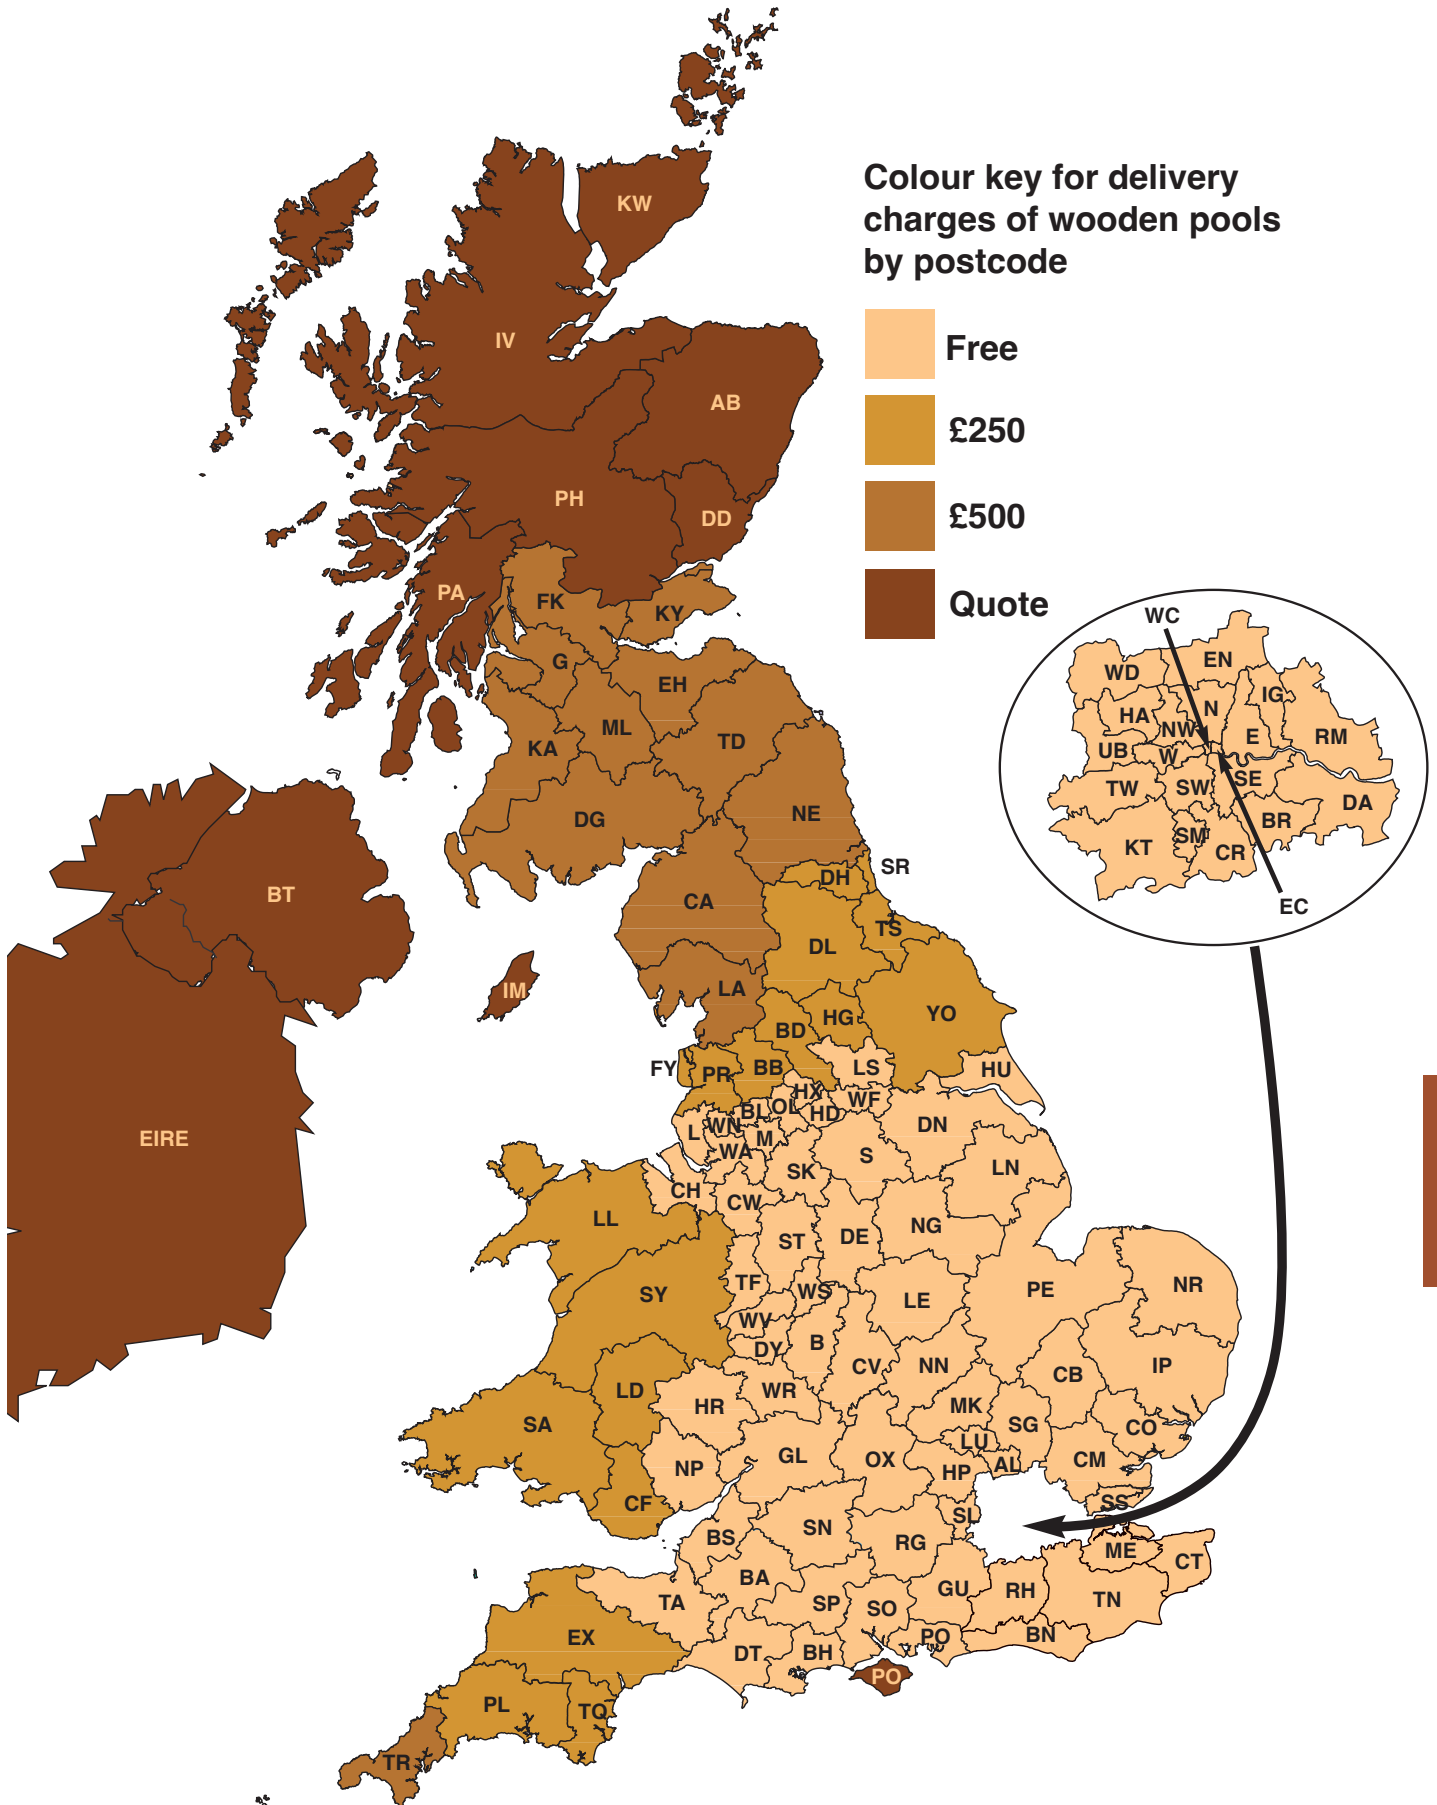 Colour key for delivery
charges of wooden pools
by postcode
Free
£250
£500
Quote
KW
IV
AB
PH
DD
PA
FK
KY
G
EH
ML
KA
TD
DG
NE
BT
CA
DH
SR
TS
DL
IM
LA
YO
HG
BD
FY
PR
BB
LS
HU
HX
WF
OL
BL
HD
WN
L
M
WA
DN
EIRE
S
SK
LN
CH
CW
LL
ST
DE
NG
TF
WS
SY
LE
PE
NR
WV
DY
B
CV
NN
CB
IP
LD
HR
WR
MK
SG
CO
SA
LU
AL
NP
GL
OX
HP
CM
CF
SL
SS
BS
SN
RG
ME
CT
BA
GU
RH
TN
TA
SP
SO
EX
DT
BH
PO
BN
PO
PL
TQ
TR
WC
EN
WD
IG
HA
N
NW
E
RM
UB
W
SE
TW
SW
DA
BR
SM
KT
CR
EC